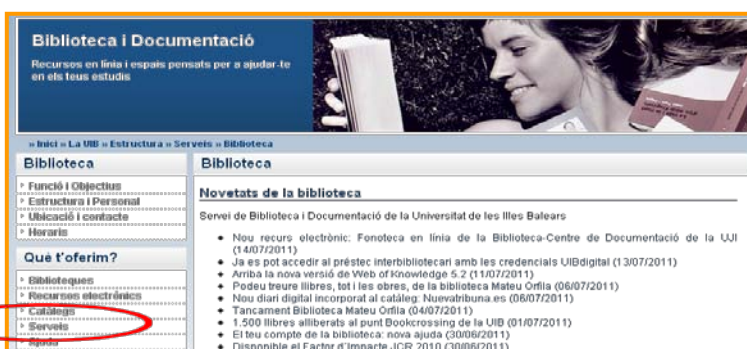 Biblioteca i Documentació
Recursos en línia i espais pensats per a ajudar-te
en els teus estudis
» Inici » La UIB » Estructura » Serveis » Biblioteca
Biblioteca
Funció i Objectius
Estructura i Personal
Ubicació i contacte
Horaris
Què t'oferim?
Biblioteques
Recursos electrònics
Catàlegs
Serveis
Ajuda
Biblioteca
Novetats de la biblioteca
Servei de Biblioteca i Documentació de la Universitat de les Illes Balears
Nou recurs electrònic: Fonoteca en línia de la Biblioteca-Centre de Documentació de la UJI
(14/07/2011)
Ja es pot accedir al préstec interbibliotecari amb les credencials UIBdigital (13/07/2011)
Arriba la nova versió de Web of Knowledge 5.2 (11/07/2011)
Podeu treure llibres, tot i les obres, de la biblioteca Mateu Orfila (06/07/2011)
Nou diari digital incorporat al catàleg: Nuevatribuna.es (06/07/2011)
Tancament Biblioteca Mateu Orfila (04/07/2011)
1.500 llibres alliberats al punt Bookcrossing de la UIB (01/07/2011)
El teu compte de la biblioteca: nova ajuda (30/06/2011)
Disponible el Factor d'Impacte JCR 2010 (30/06/2011)